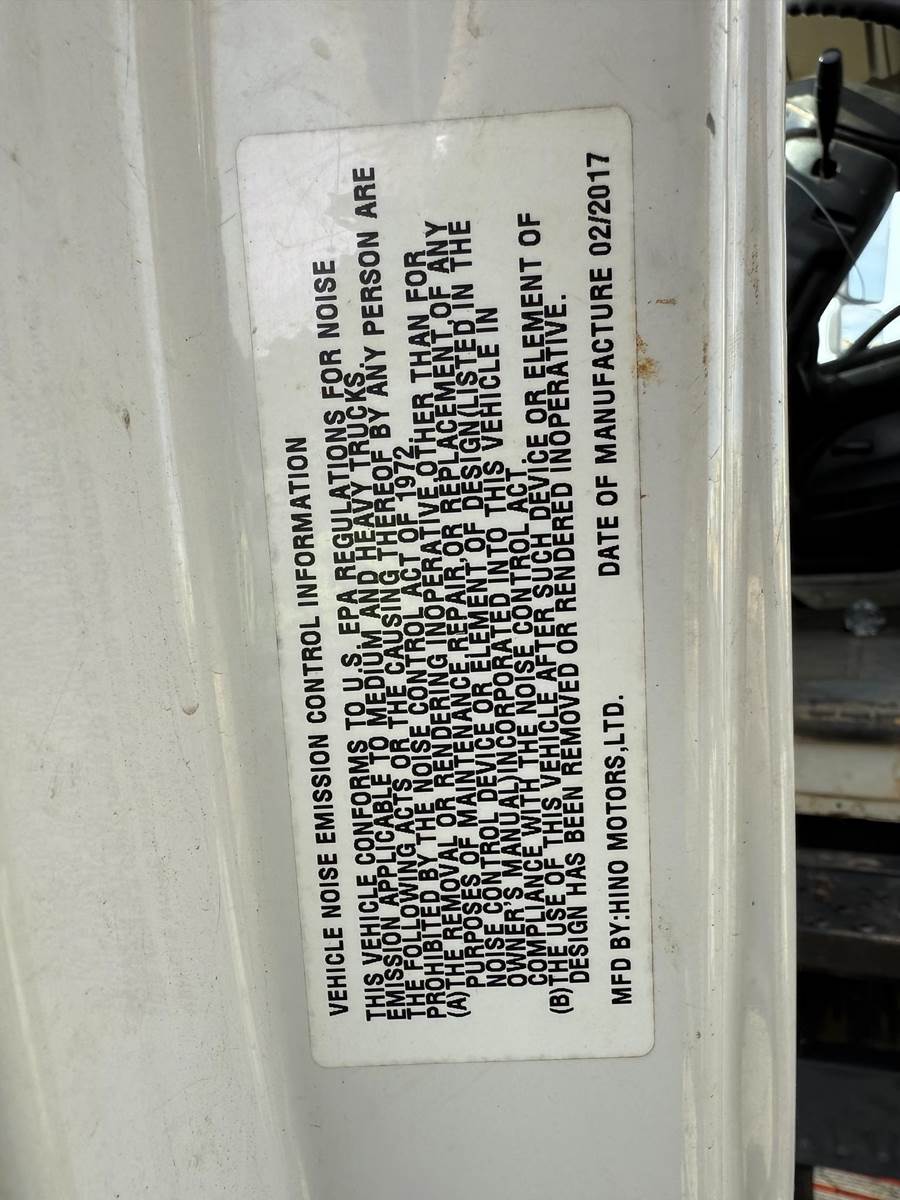 VEHICLE NOISE EMISSION CONTROL INFORMATION
THIS VEHICLE CONFORMS TO U.S. EPA REGULATIONS FOR NOISE
EMISSION APPLICABLE TO MEDIUM AND HEAVY TRUCKS.
THE FOLLOWING ACTS OR THE CAUSING THEREOF BY ANY PERSON ARE
PROHIBITED BY THE NOISE CONTROL ACT OF 1972.
(A)THE REMOVAL OR RENDERING INOPERATIVE,OTHER THAN FOR
PURPOSES OF MAINTENANCE,REPAIR,OR REPLACEMENT,OF ANY
NOISE CONTROL DEVICE OR ELEMENT OF DESIGN(LISTED IN THE
OWNER'S MANUAL)INCORPORATED INTO THIS VEHICLE IN
COMPLIANCE WITH THE NOISE CONTROL ACT
(B)THE USE OF THIS VEHICLE AFTER SUCH DEVICE OR ELEMENT OF
DESIGN HAS BEEN REMOVED OR RENDERED INOPERATIVE.
MFD BY:HINO MOTORS,LTD. DATE OF MANUFACTURE 02/2017